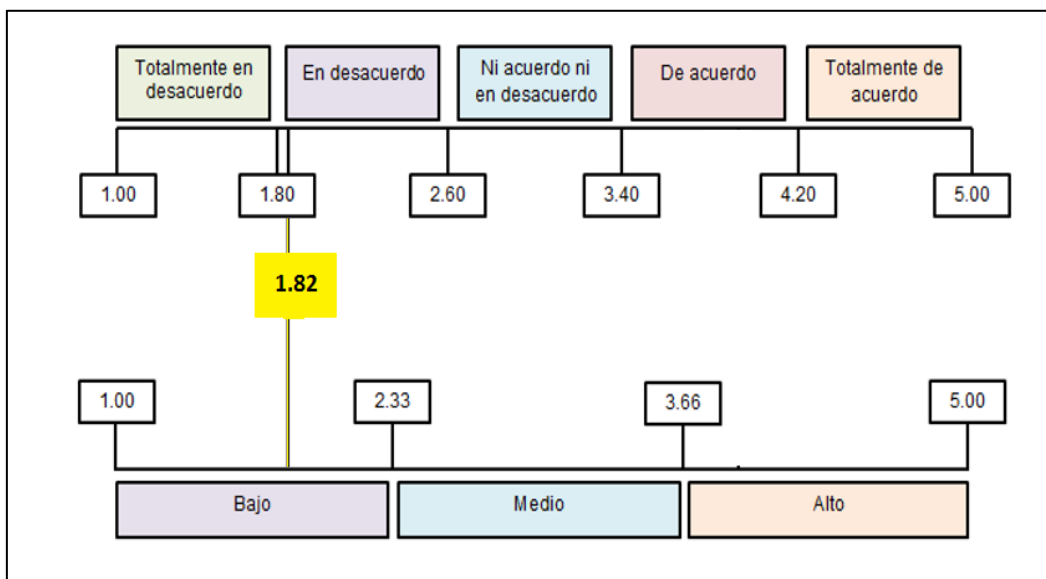 Totalmente en
desacuerdo
En desacuerdo
Ni acuerdo ni
en desacuerdo
De acuerdo
Totalmente de
acuerdo
1.00
1.80
2.60
3.40
4.20
5.00
1.82
1.00
2.33
3.66
5.00
Bajo
Medio
Alto